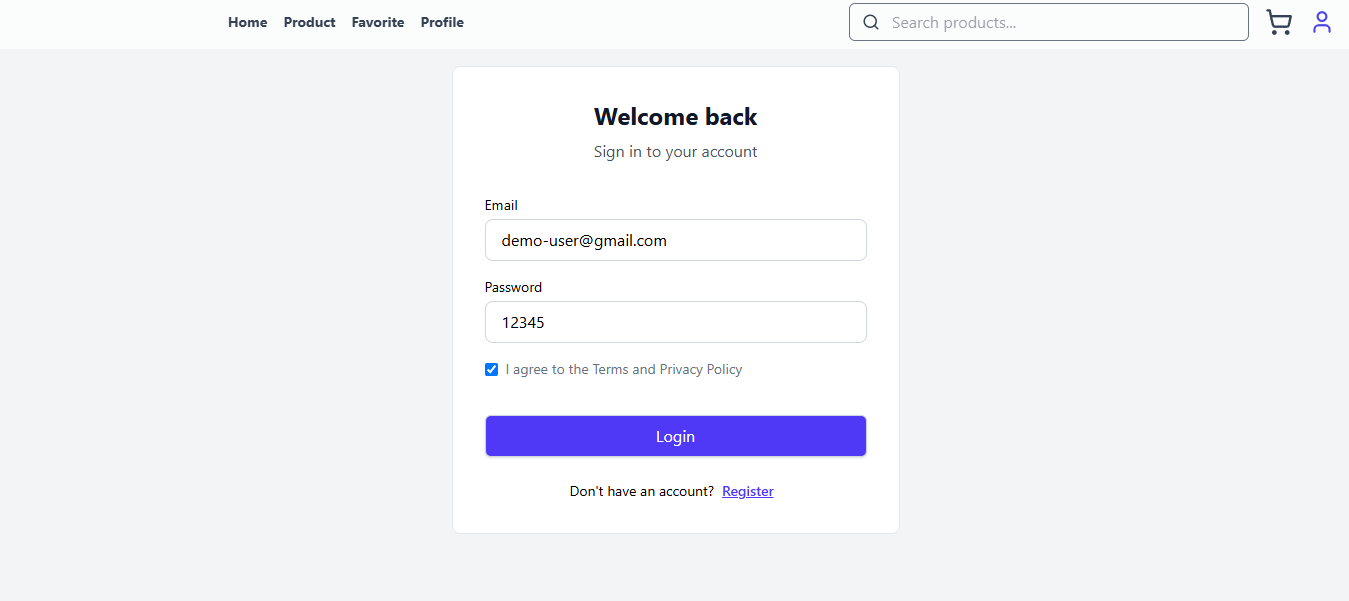 Home Product Favorite Profile Search products...
Welcome back
Sign in to your account
Email
demo-user@gmail.com
Password
12345
I agree to the Terms and Privacy Policy
Login
Don't have an account? Register